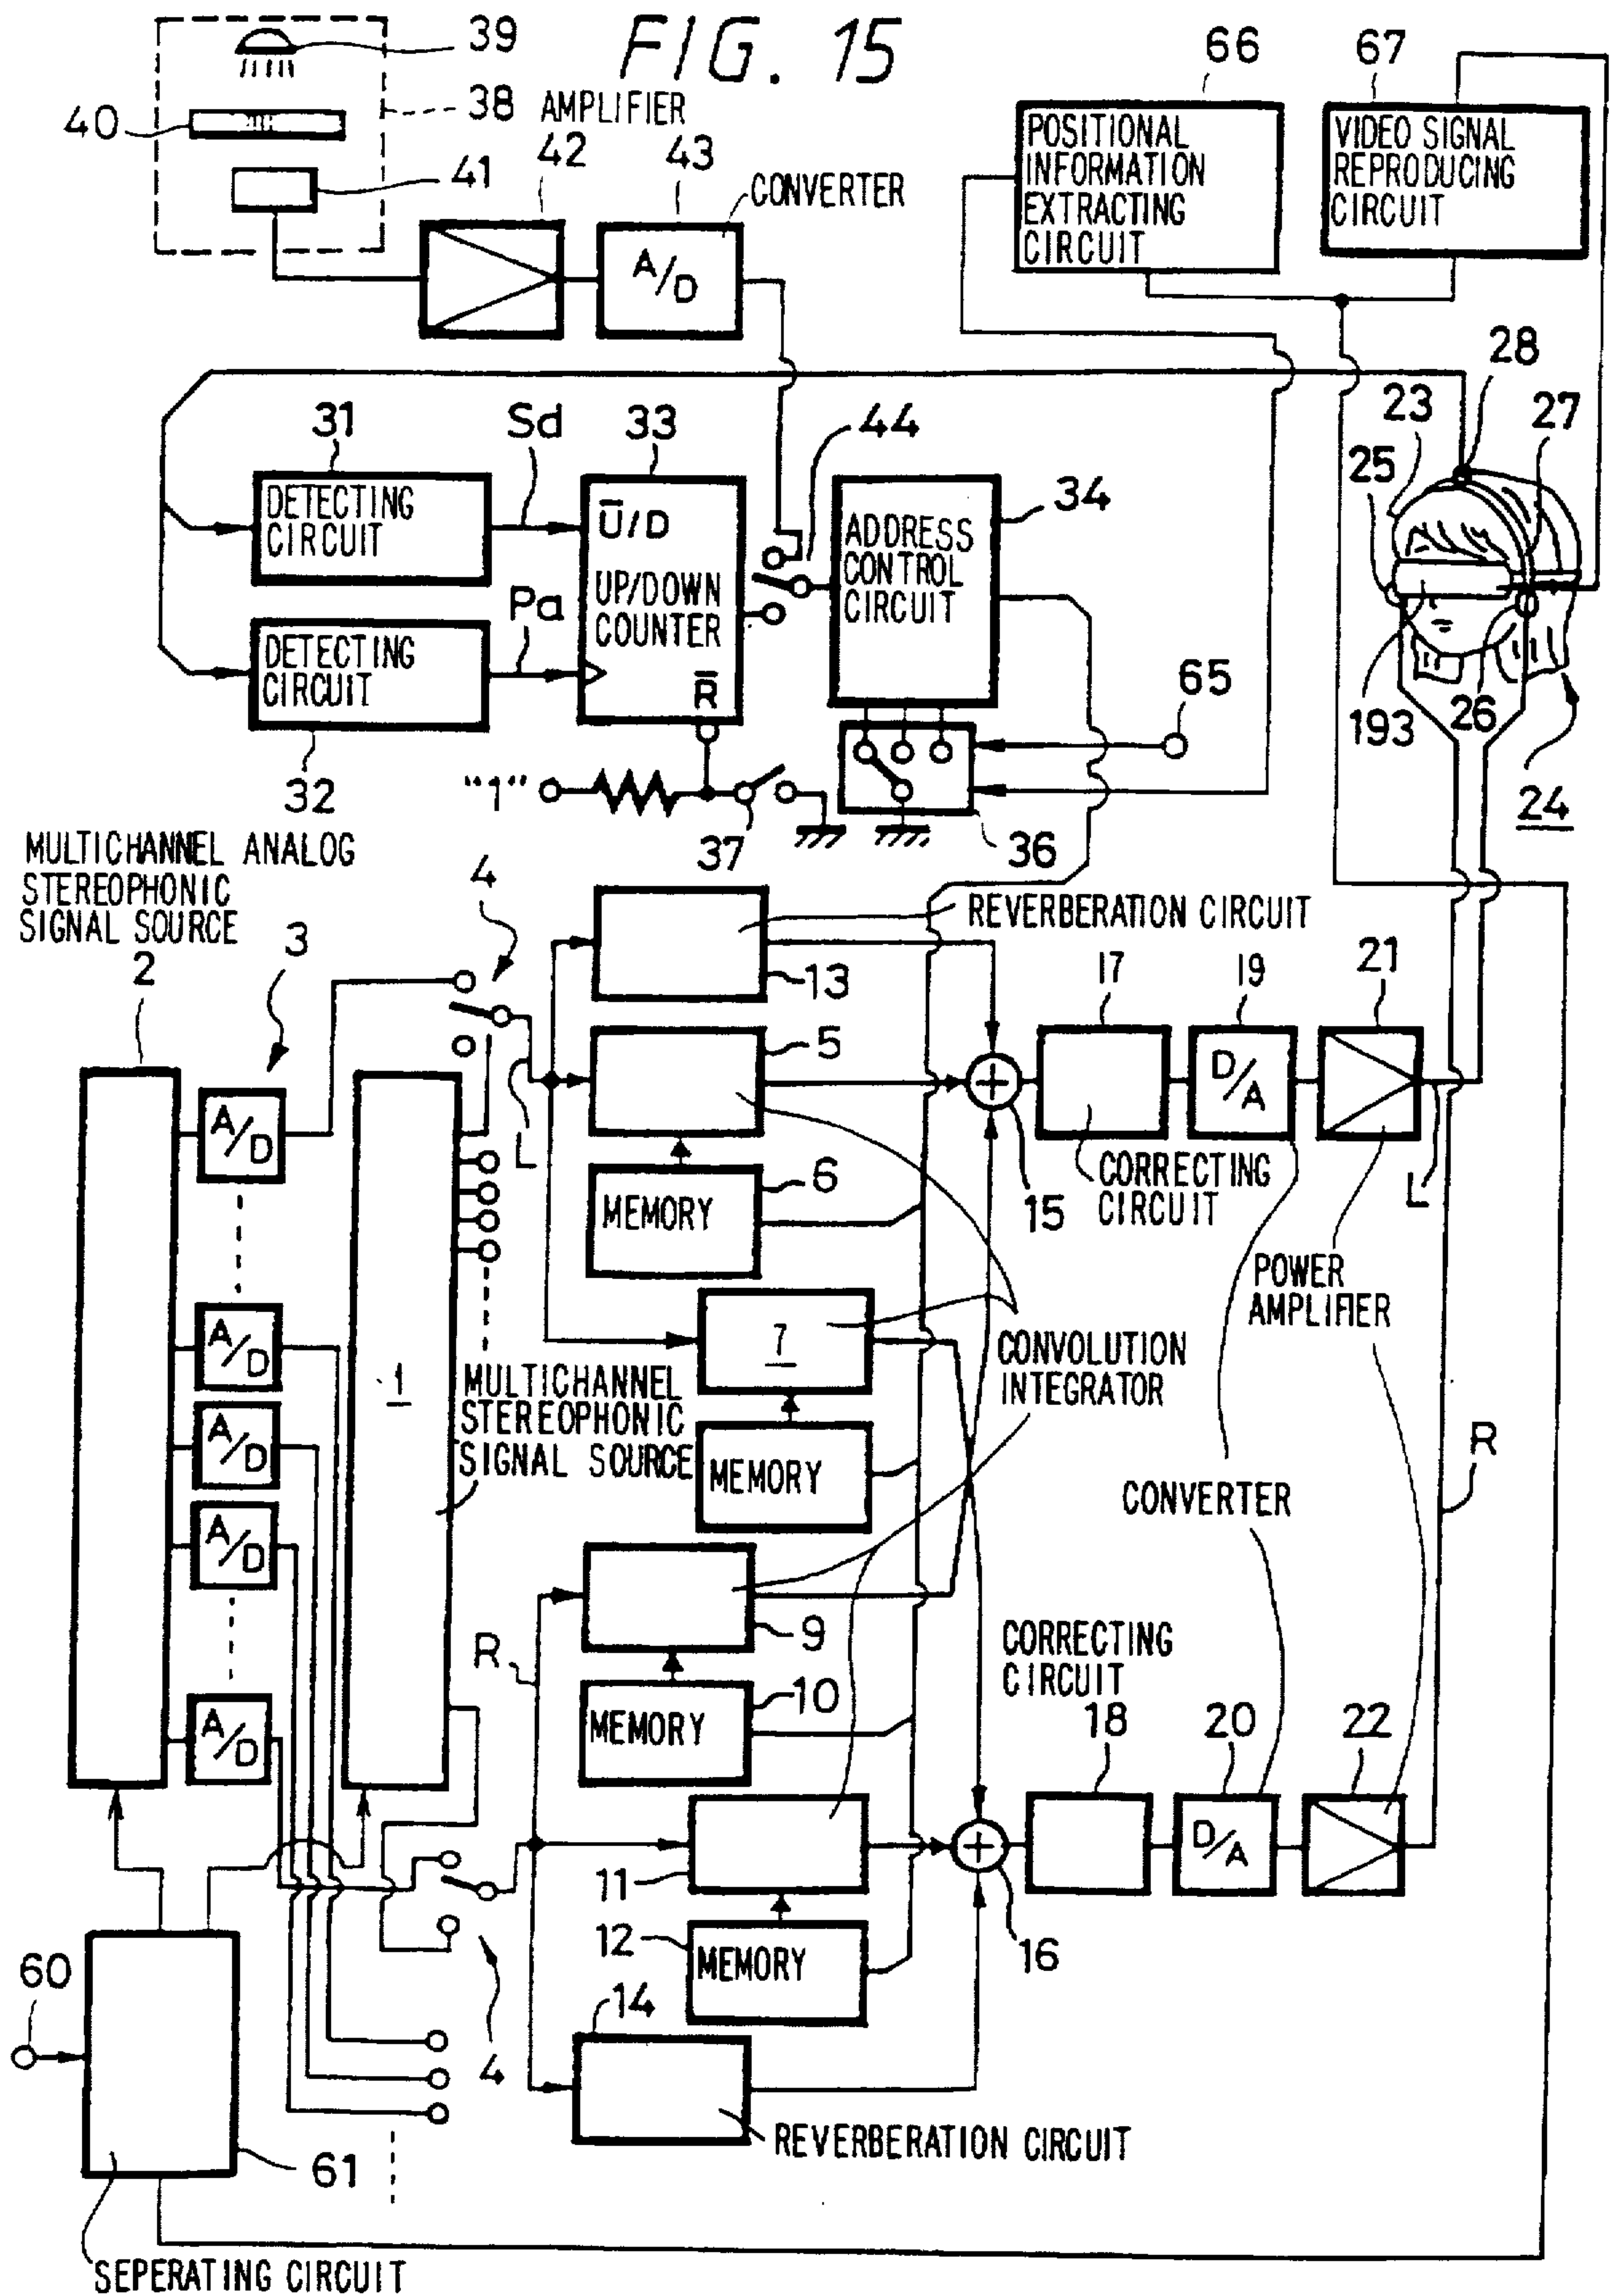 FIG. 15
39
38
40
41
AMPLIFIER
42
43
CONVERTER
A/D
66
POSITIONAL
INFORMATION
EXTRACTING
CIRCUIT
67
VIDEO SIGNAL
REPRODUCING
CIRCUIT
28
23
27
25
193
26
24
31
DETECTING
CIRCUIT
Sd
33
U̅/D
UP/DOWN
COUNTER
R̅
44
34
ADDRESS
CONTROL
CIRCUIT
DETECTING
CIRCUIT
Pa
32
65
"1"
37
36
MULTICHANNEL ANALOG
STEREOPHONIC
SIGNAL SOURCE
2
3
4
REVERBERATION CIRCUIT
13
5
L
MEMORY
6
15
17
CORRECTING
CIRCUIT
19
D/A
21
L
POWER
AMPLIFIER
A/D
A/D
A/D
A/D
A/D
1
MULTICHANNEL
STEREOPHONIC
SIGNAL SOURCE
7
MEMORY
CONVOLUTION
INTEGRATOR
CONVERTER
R
R
9
MEMORY
10
CORRECTING
CIRCUIT
18
20
D/A
22
11
12
MEMORY
16
4
14
REVERBERATION CIRCUIT
60
61
SEPERATING CIRCUIT